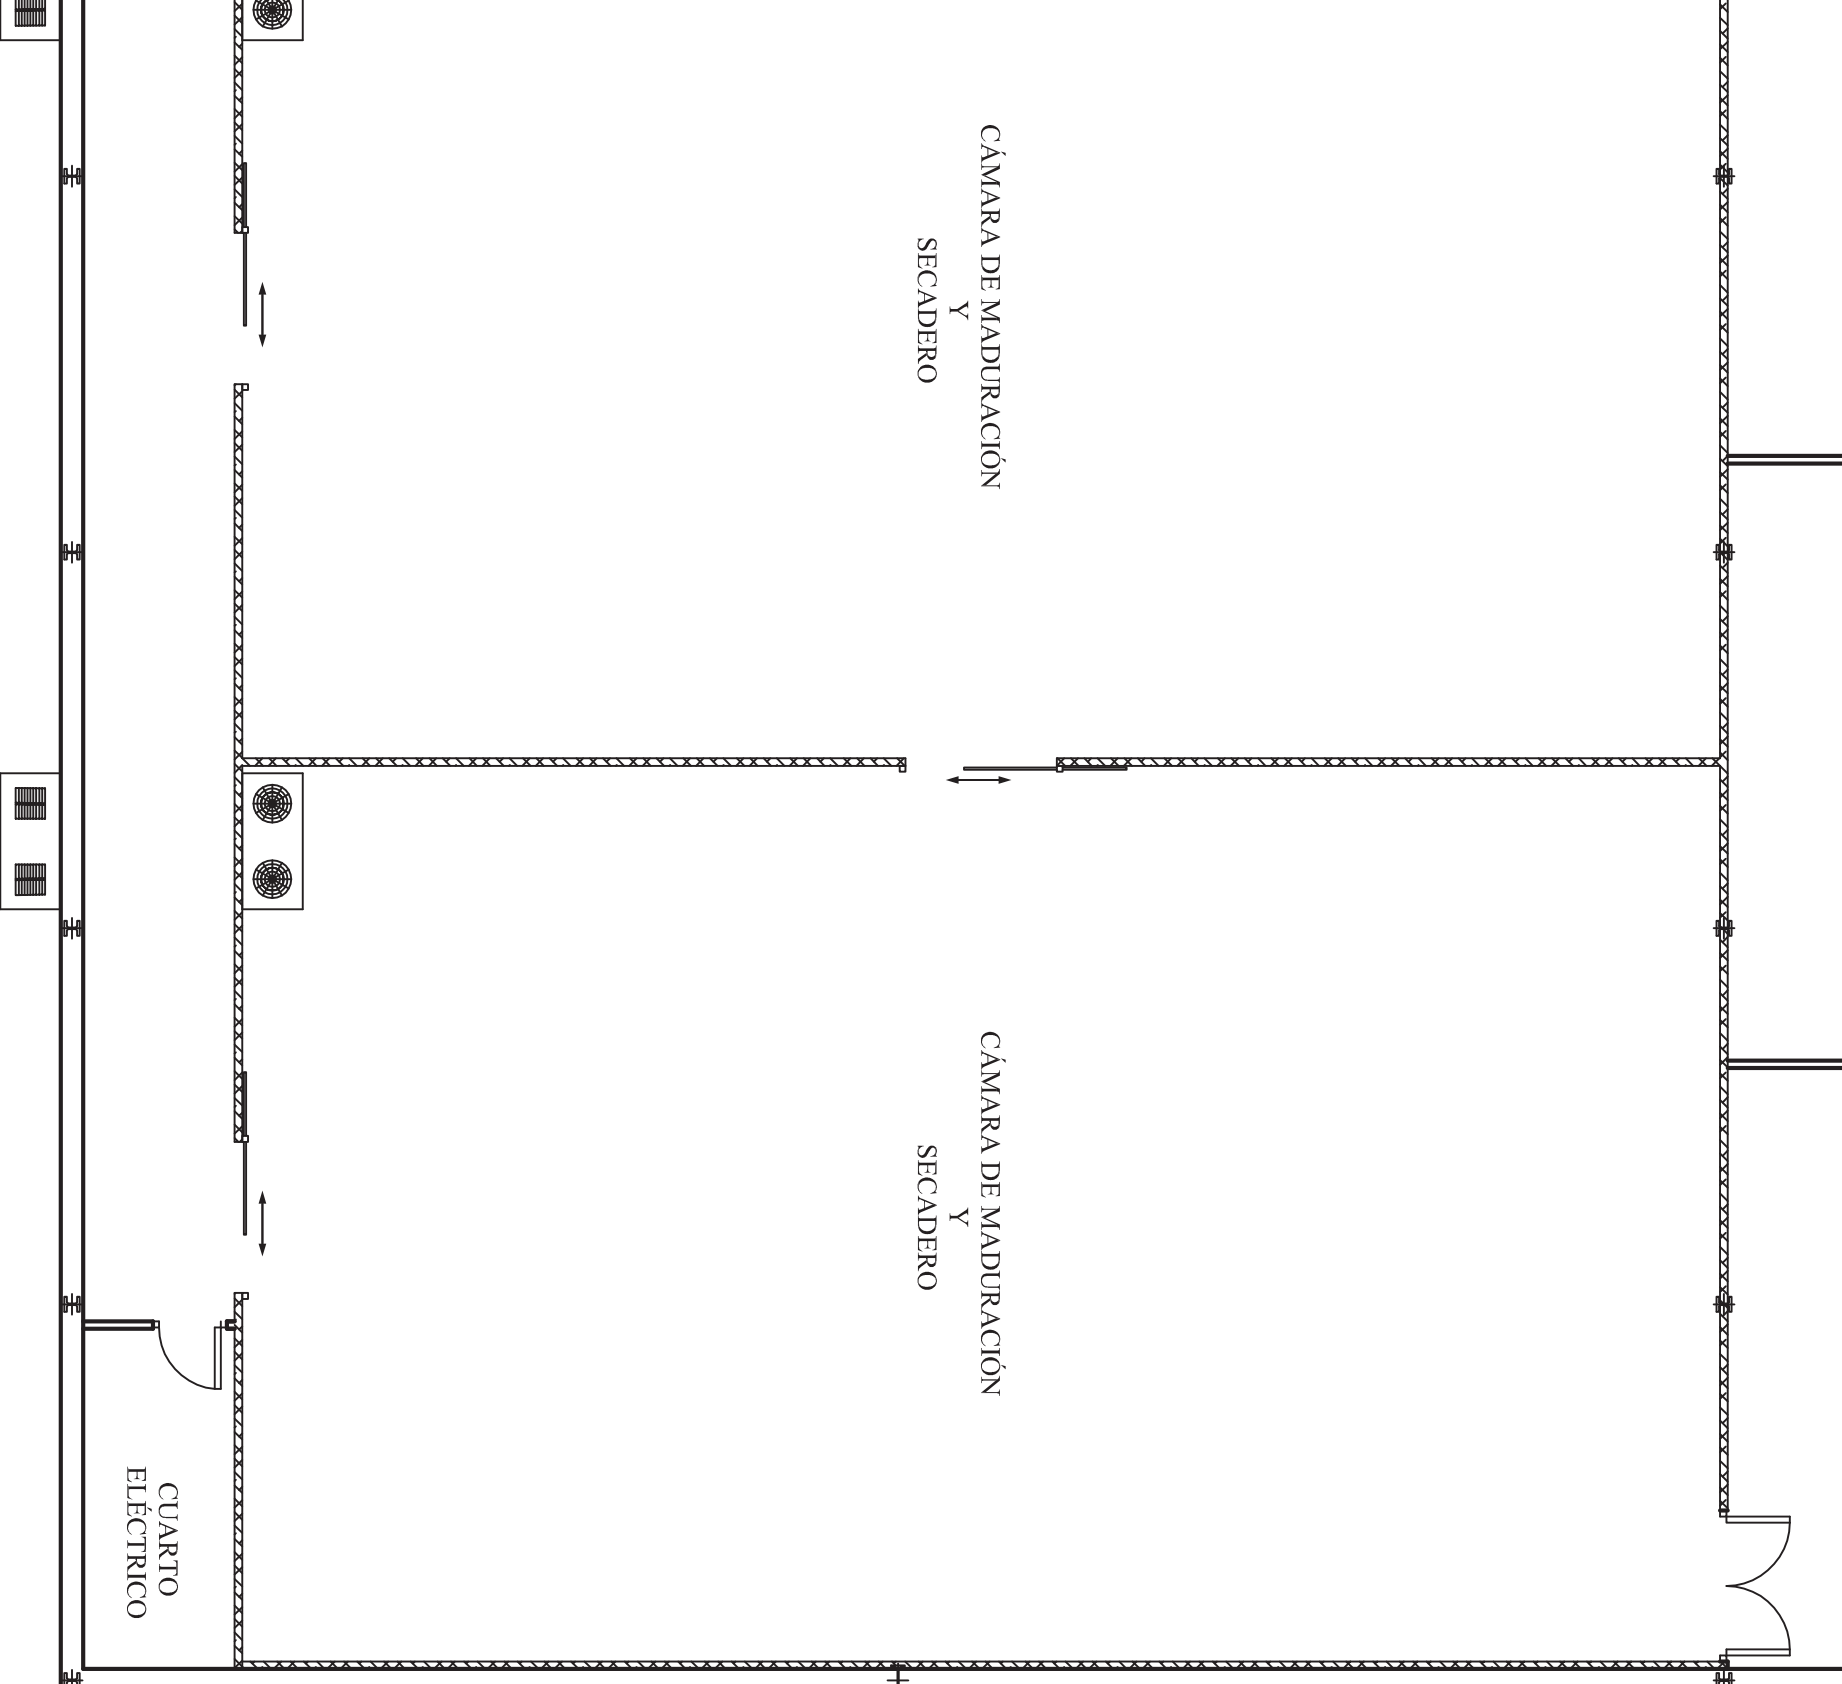 CÁMARA DE MADURACIÓN
Y
SECADERO
CÁMARA DE MADURACIÓN
Y
SECADERO
CUARTO
ELÉCTRICO